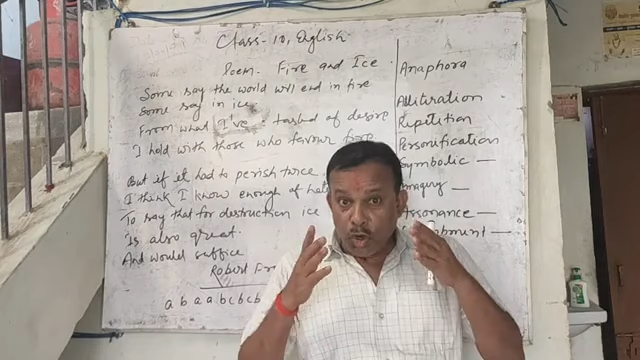 Class-10, English.
Poem. Fire and Ice
Some say the world will end in fire
Some say in ice
From what I've tasted of desire
I hold with those who favour fire
But if it had to perish twice
I think I know enough of hate
To say that for destruction ice
Is also great.
And would suffice
Robert
a b a a b c b c b
Anaphora
Alliteration
Repetition
Personification
Symbolic —
Imagery —
Assonance —